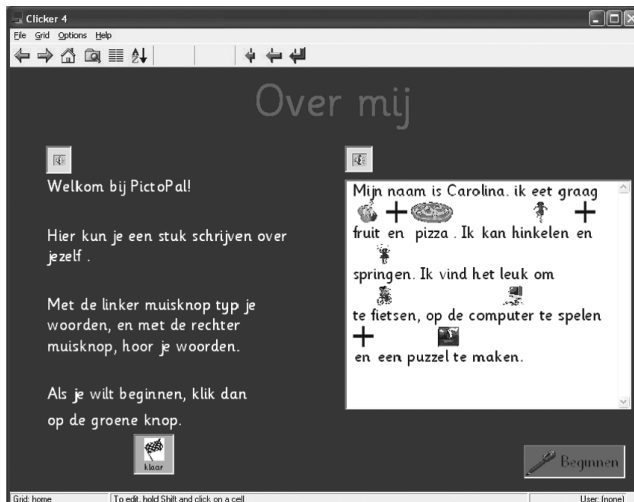 Clicker 4
File Grid Options Help
Over mij
Welkom bij PictoPal!
Hier kun je een stuk schrijven over
jezelf .
Met de linker muisknop typ je
woorden, en met de rechter
muisknop, hoor je woorden.
Als je wilt beginnen, klik dan
op de groene knop.
klaar
Mijn naam is Carolina. ik eet graag
fruit en pizza . Ik kan hinkelen en
springen. Ik vind het leuk om
te fietsen, op de computer te spelen
en een puzzel te maken.
Beginnen
Grid: home To edit, hold Shift and click on a cell User: (none)